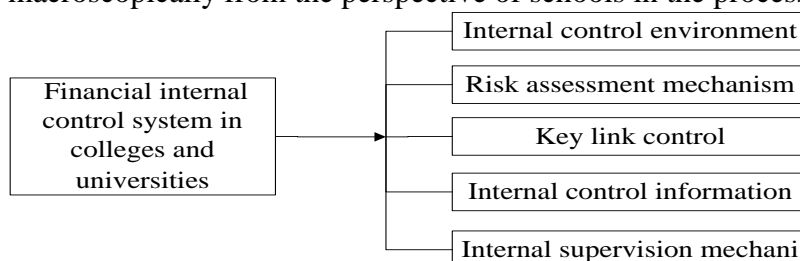 macroscopically from the perspective of schools in the proces
Internal control environment
Risk assessment mechanism
Financial internal
control system in
colleges and
universities
Key link control
Internal control information
Internal supervision mechani